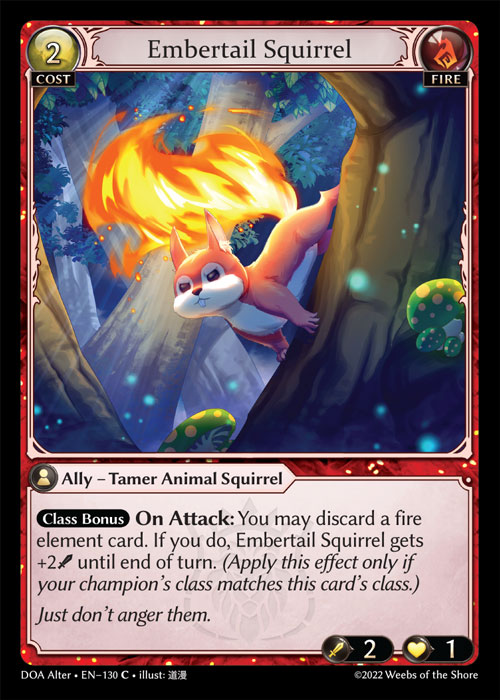 2
COST
Embertail Squirrel
FIRE
Ally – Tamer Animal Squirrel
Class Bonus On Attack: You may discard a fire
element card. If you do, Embertail Squirrel gets
+2 until end of turn. (Apply this effect only if
your champion's class matches this card's class.)
Just don't anger them.
2
1
DOA Alter • EN–130 C • illust: 道漫
©2022 Weebs of the Shore